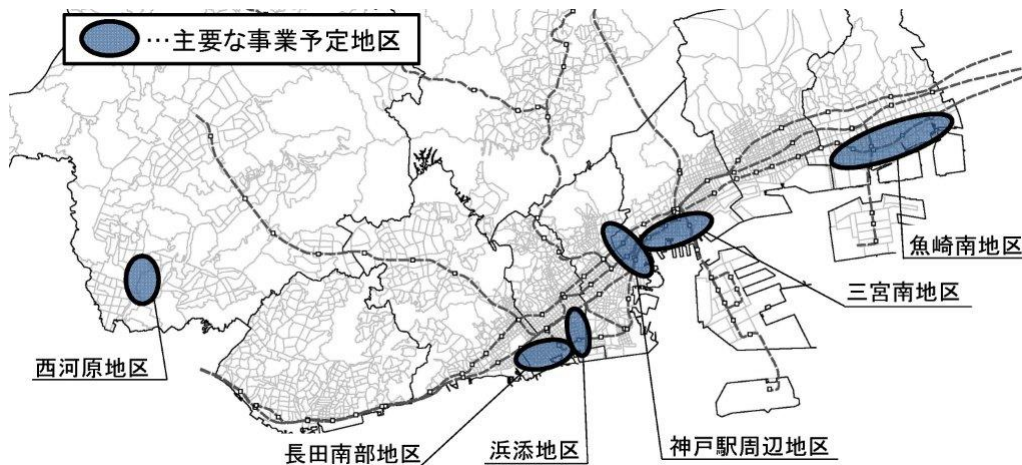 …主要な事業予定地区
魚崎南地区
三宮南地区
西河原地区
長田南部地区
浜添地区
神戸駅周辺地区